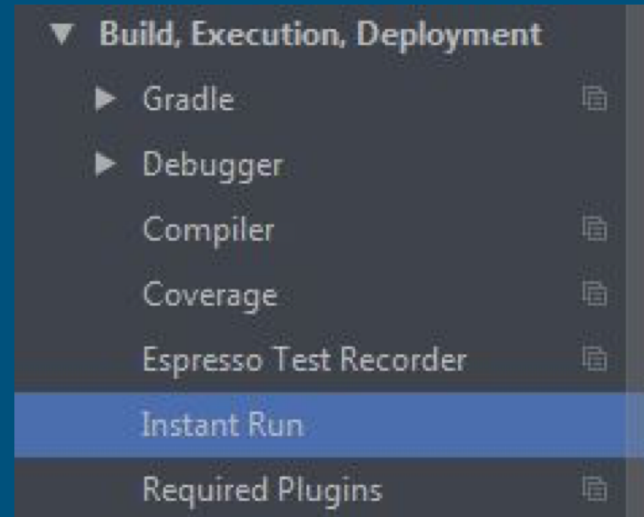 Build, Execution, Deployment
Gradle
Debugger
Compiler
Coverage
Espresso Test Recorder
Instant Run
Required Plugins